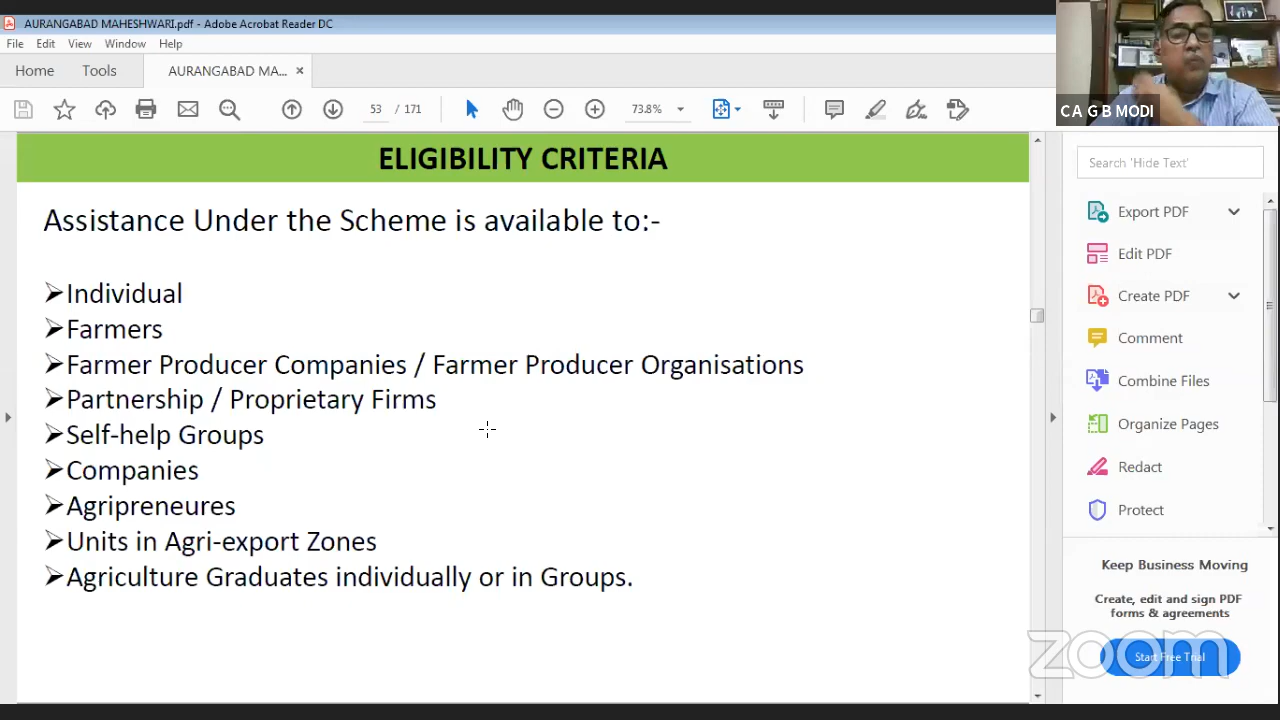 AURANGABAD MAHESHWARI.pdf - Adobe Acrobat Reader DC
File Edit View Window Help
Home Tools AURANGABAD MA... ×
53 / 171 73.8%
C A G B MODI
ELIGIBILITY CRITERIA
Assistance Under the Scheme is available to:-
➢Individual
➢Farmers
➢Farmer Producer Companies / Farmer Producer Organisations
➢Partnership / Proprietary Firms
➢Self-help Groups
➢Companies
➢Agripreneures
➢Units in Agri-export Zones
➢Agriculture Graduates individually or in Groups.
Search 'Hide Text'
Export PDF
Edit PDF
Create PDF
Comment
Combine Files
Organize Pages
Redact
Protect
Keep Business Moving
Create, edit and sign PDF
forms & agreements
Start Free Trial
zoom